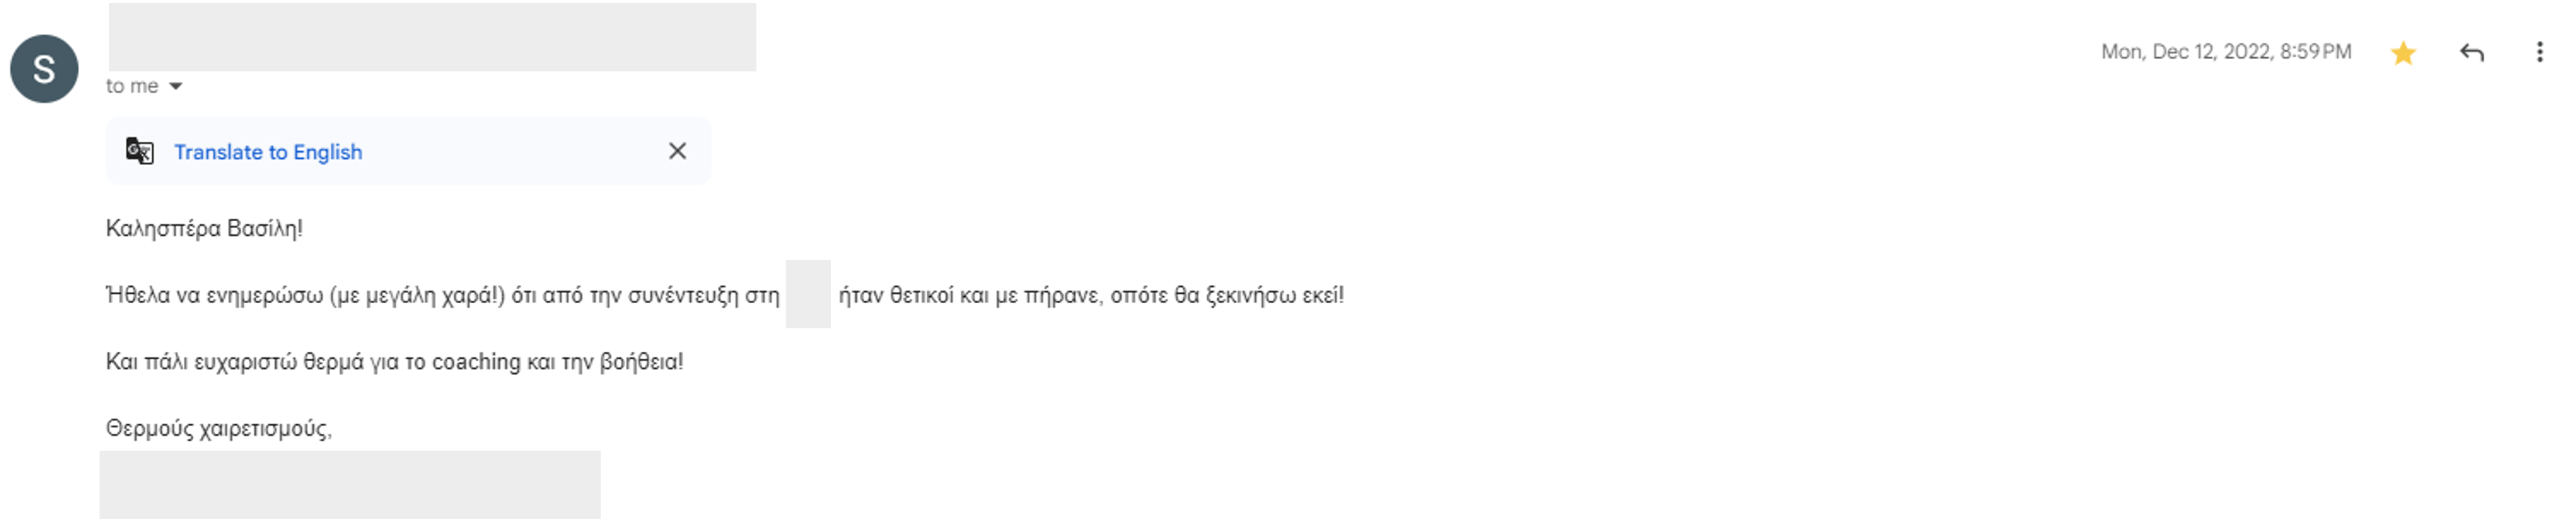 S
Mon, Dec 12, 2022, 8:59 PM
to me
Translate to English
Καλησπέρα Βασίλη!
Ήθελα να ενημερώσω (με μεγάλη χαρά!) ότι από την συνέντευξη στη ήταν θετικοί και με πήρανε, οπότε θα ξεκινήσω εκεί!
Και πάλι ευχαριστώ θερμά για το coaching και την βοήθεια!
Θερμούς χαιρετισμούς,